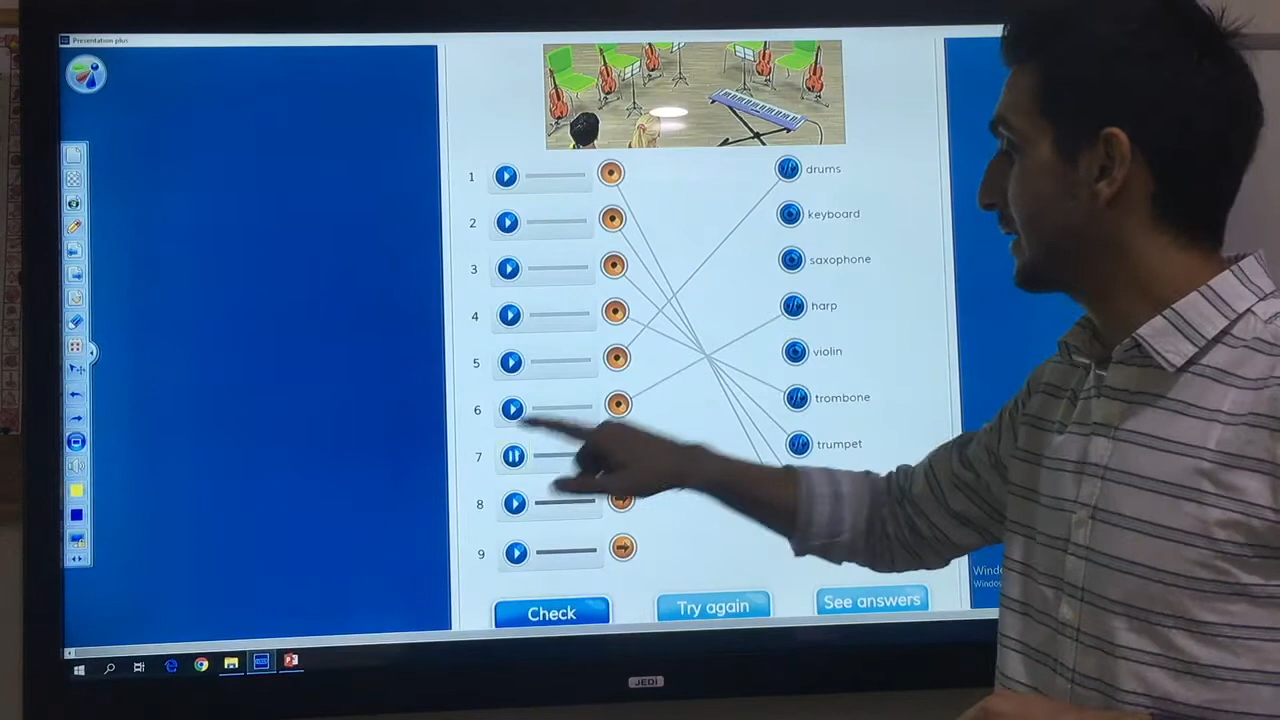 Presentation plus
1 drums
2 keyboard
3 saxophone
4 harp
5 violin
6 trombone
7 trumpet
8
9
Check Try again See answers
JEDI